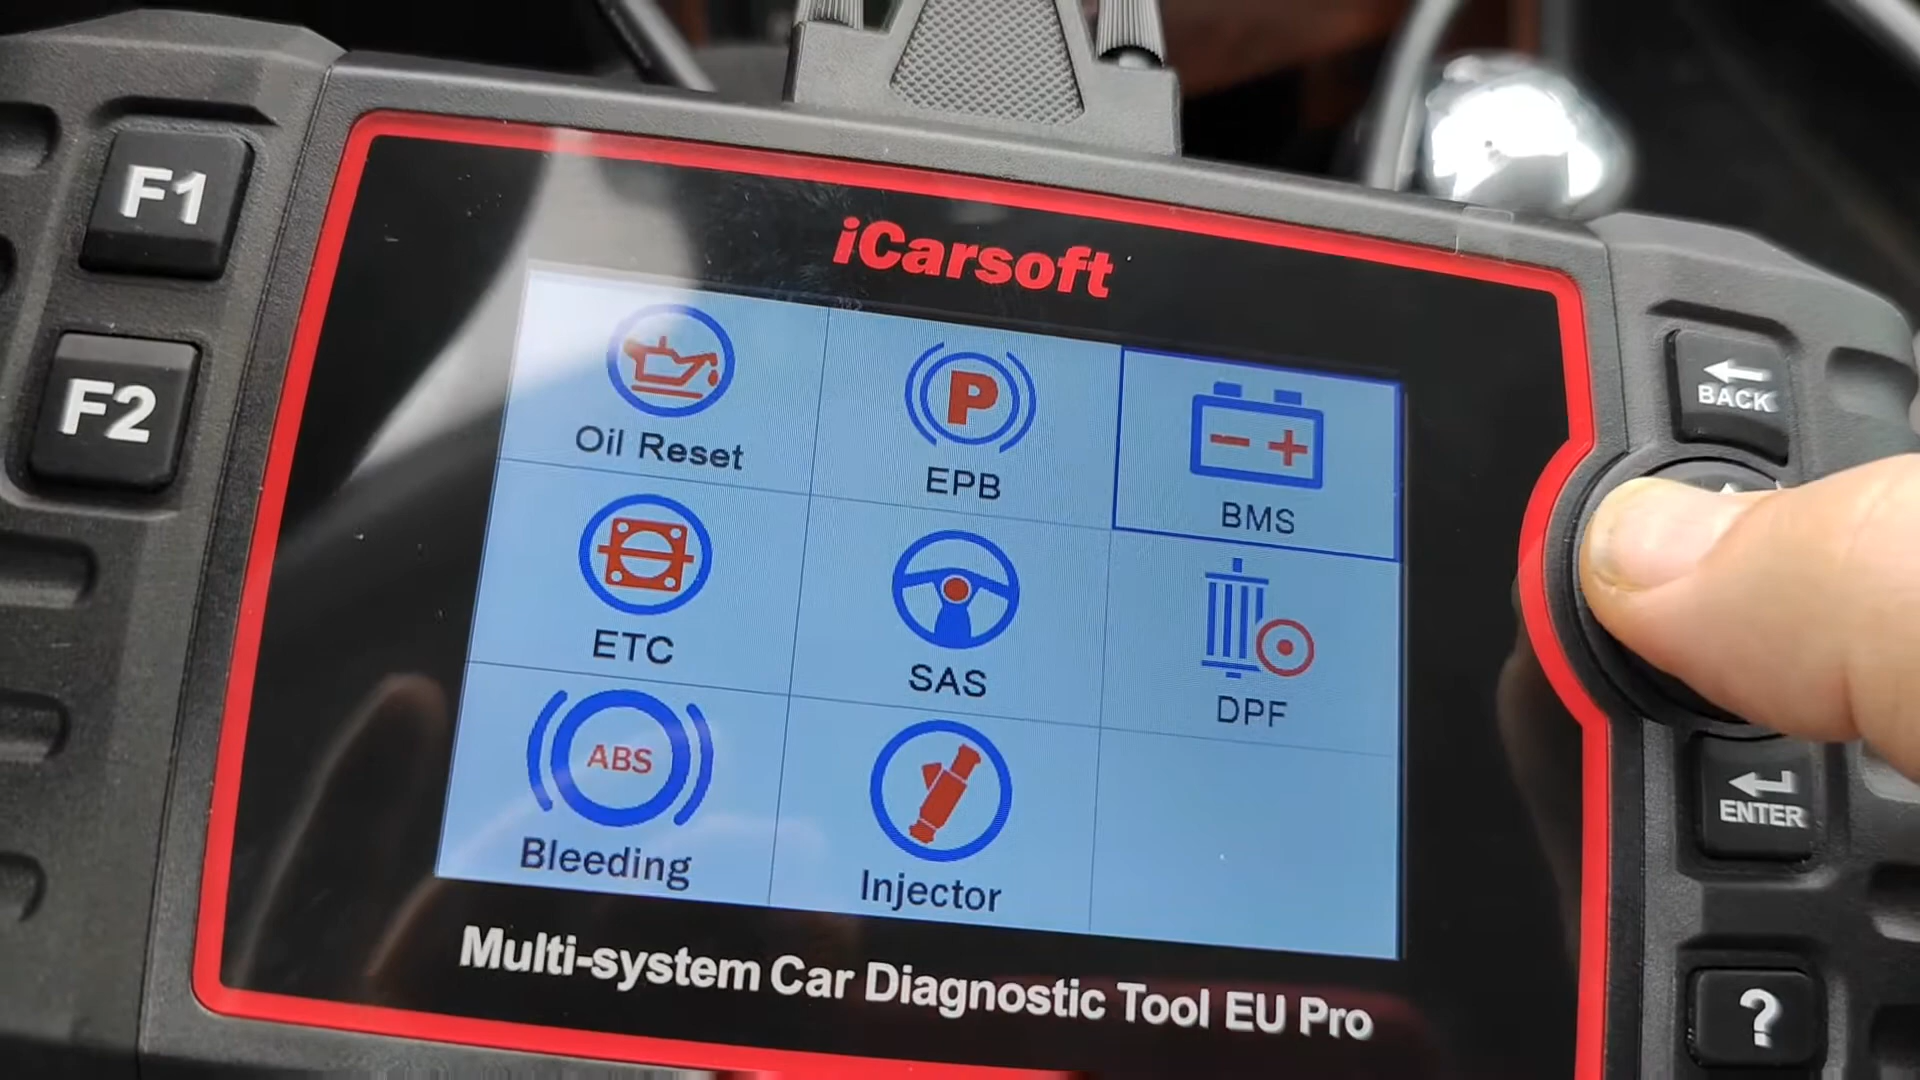 F1
F2
iCarsoft
Oil Reset
P
EPB
- +
BMS
ETC
SAS
DPF
ABS
Bleeding
Injector
Multi-system Car Diagnostic Tool EU Pro
BACK
ENTER
?